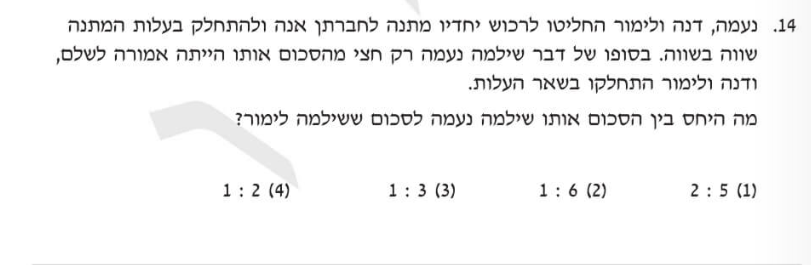 14. נעמה, דנה ולימור החליטו לרכוש יחדיו מתנה לחברתן אנה ולהתחלק בעלות המתנה
שווה בשווה. בסופו של דבר שילמה נעמה רק חצי מהסכום אותו הייתה אמורה לשלם,
ודנה ולימור התחלקו בשאר העלות.
מה היחס בין הסכום אותו שילמה נעמה לסכום ששילמה לימור?
(1) 2 : 5 (2) 1 : 6 (3) 1 : 3 (4) 1 : 2